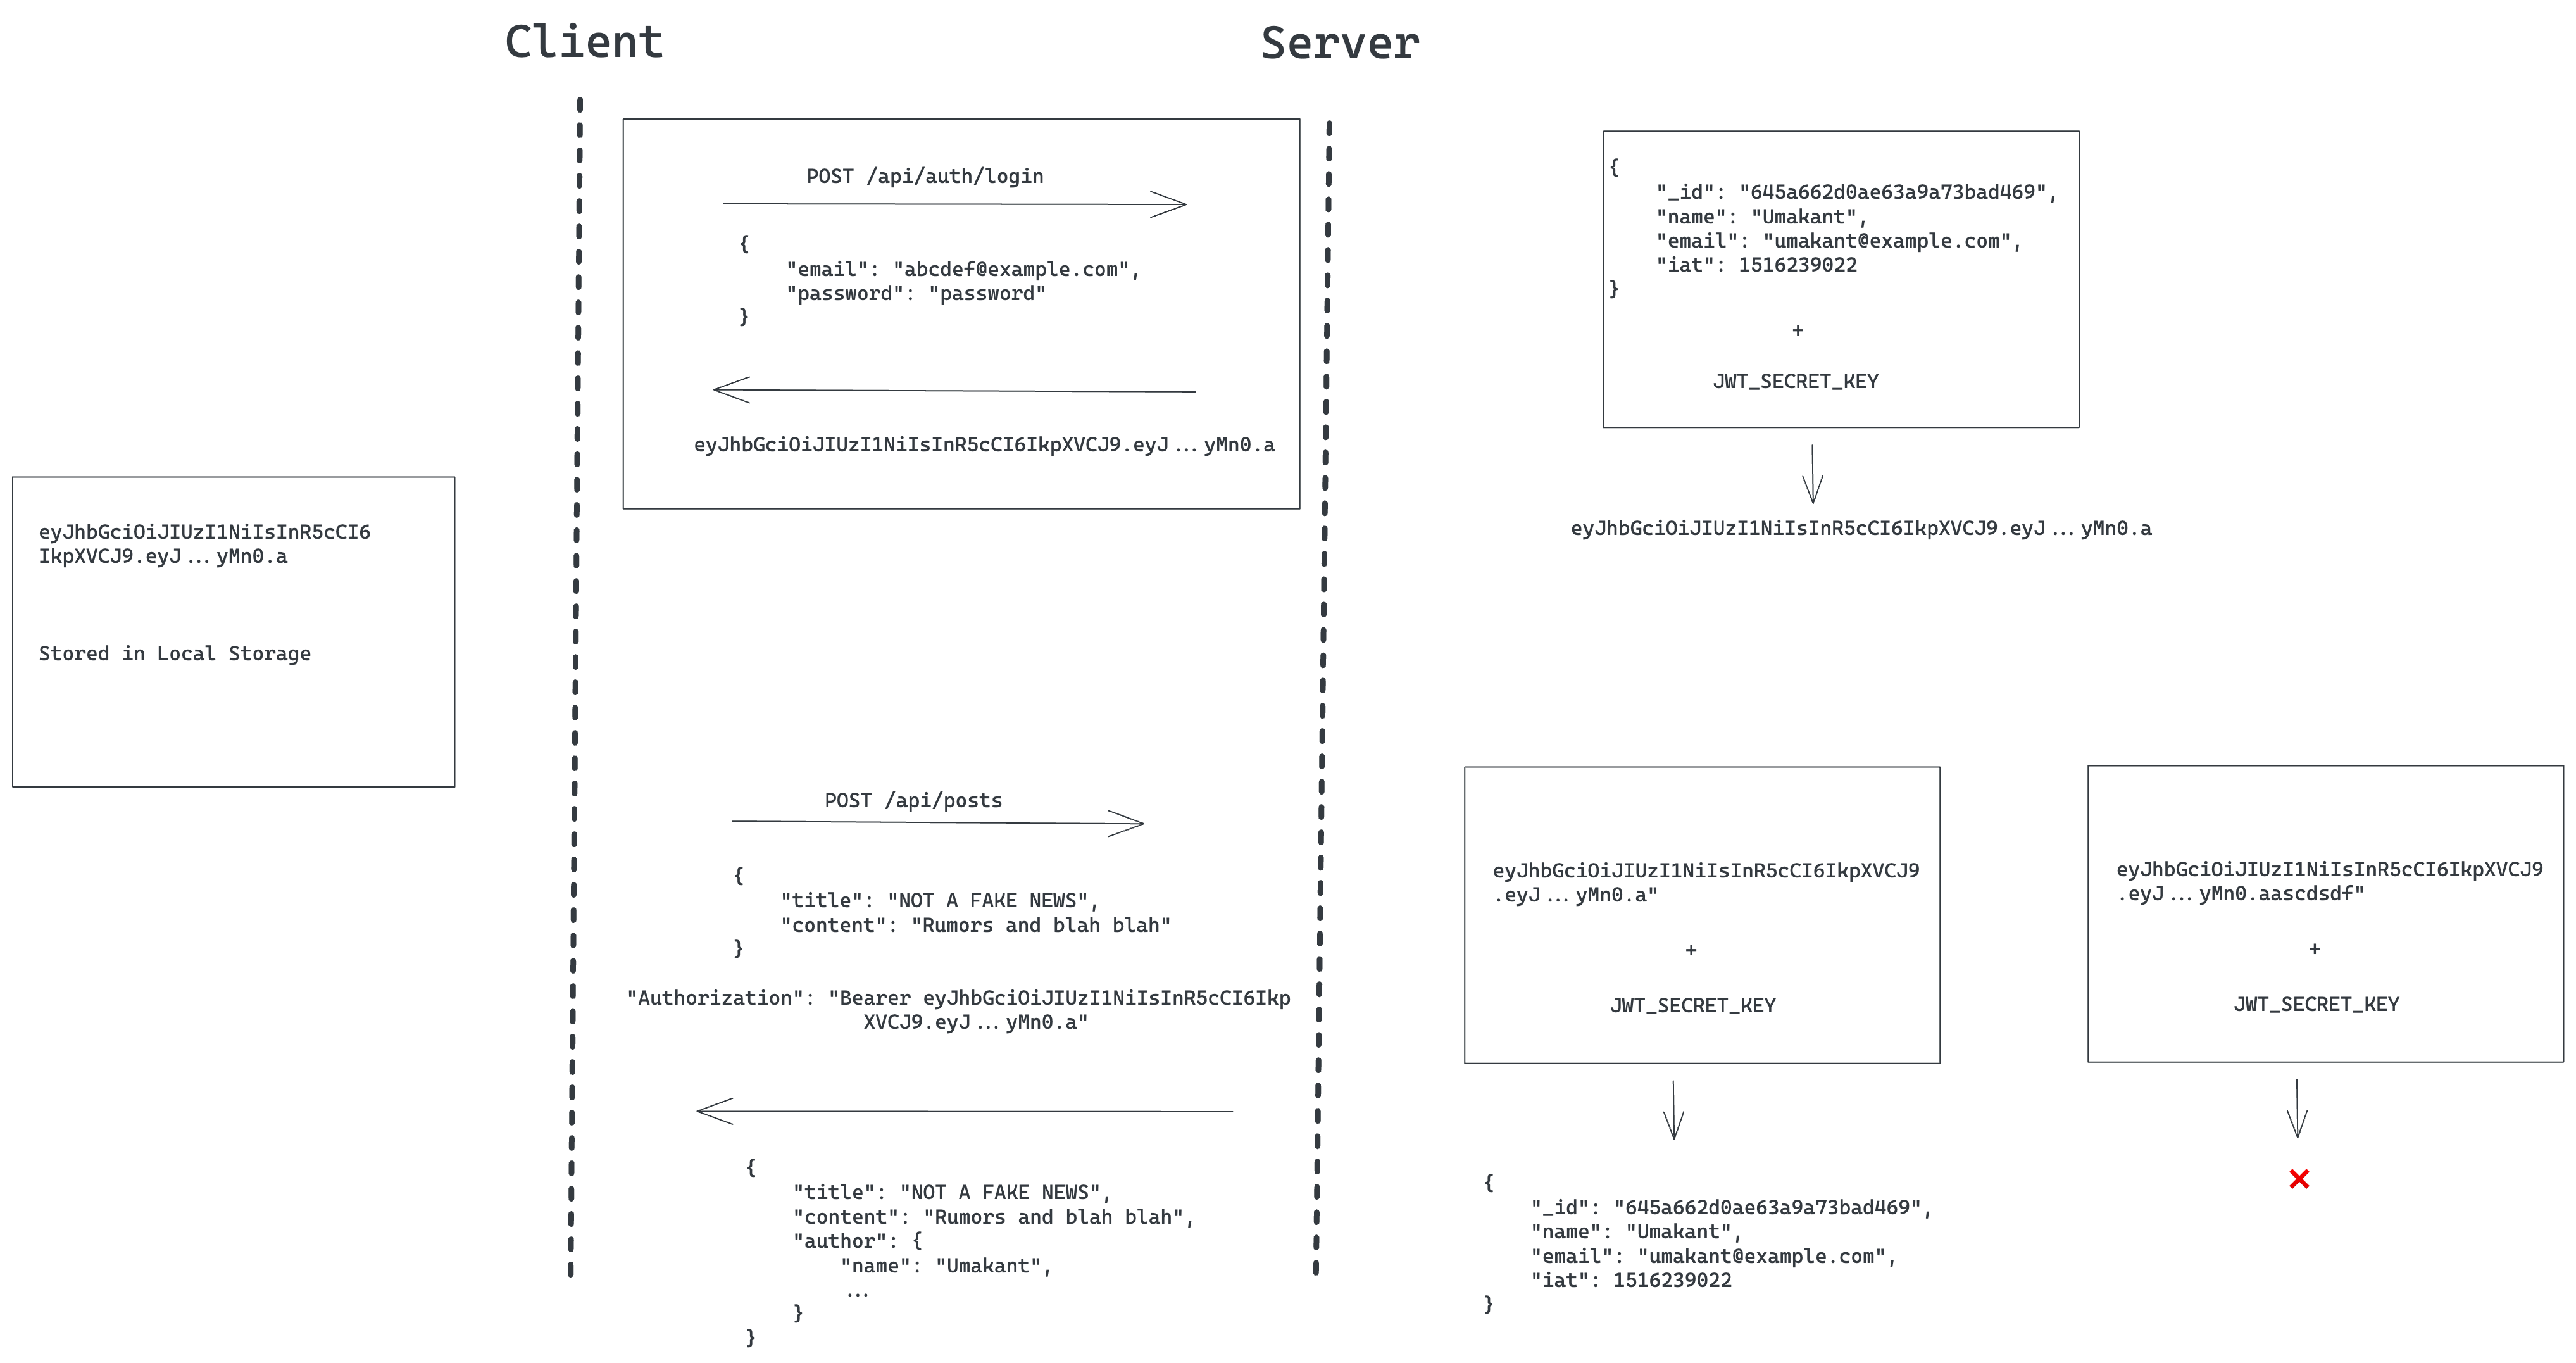 Client
Server
POST /api/auth/login
{
    "email": "abcdef@example.com",
    "password": "password"
}
eyJhbGciOiJIUzI1NiIsInR5cCI6IkpXVCJ9.eyJ...yMn0.a
{
    "_id": "645a662d0ae63a9a73bad469",
    "name": "Umakant",
    "email": "umakant@example.com",
    "iat": 1516239022
}
+
JWT_SECRET_KEY
eyJhbGciOiJIUzI1NiIsInR5cCI6IkpXVCJ9.eyJ...yMn0.a
eyJhbGciOiJIUzI1NiIsInR5cCI6
IkpXVCJ9.eyJ...yMn0.a
Stored in Local Storage
POST /api/posts
{
    "title": "NOT A FAKE NEWS",
    "content": "Rumors and blah blah"
}
"Authorization": "Bearer eyJhbGciOiJIUzI1NiIsInR5cCI6Ikp
XVCJ9.eyJ...yMn0.a"
{
    "title": "NOT A FAKE NEWS",
    "content": "Rumors and blah blah",
    "author": {
        "name": "Umakant",
        ...
    }
}
eyJhbGciOiJIUzI1NiIsInR5cCI6IkpXVCJ9
.eyJ...yMn0.a"
+
JWT_SECRET_KEY
{
    "_id": "645a662d0ae63a9a73bad469",
    "name": "Umakant",
    "email": "umakant@example.com",
    "iat": 1516239022
}
eyJhbGciOiJIUzI1NiIsInR5cCI6IkpXVCJ9
.eyJ...yMn0.aascdsdf"
+
JWT_SECRET_KEY